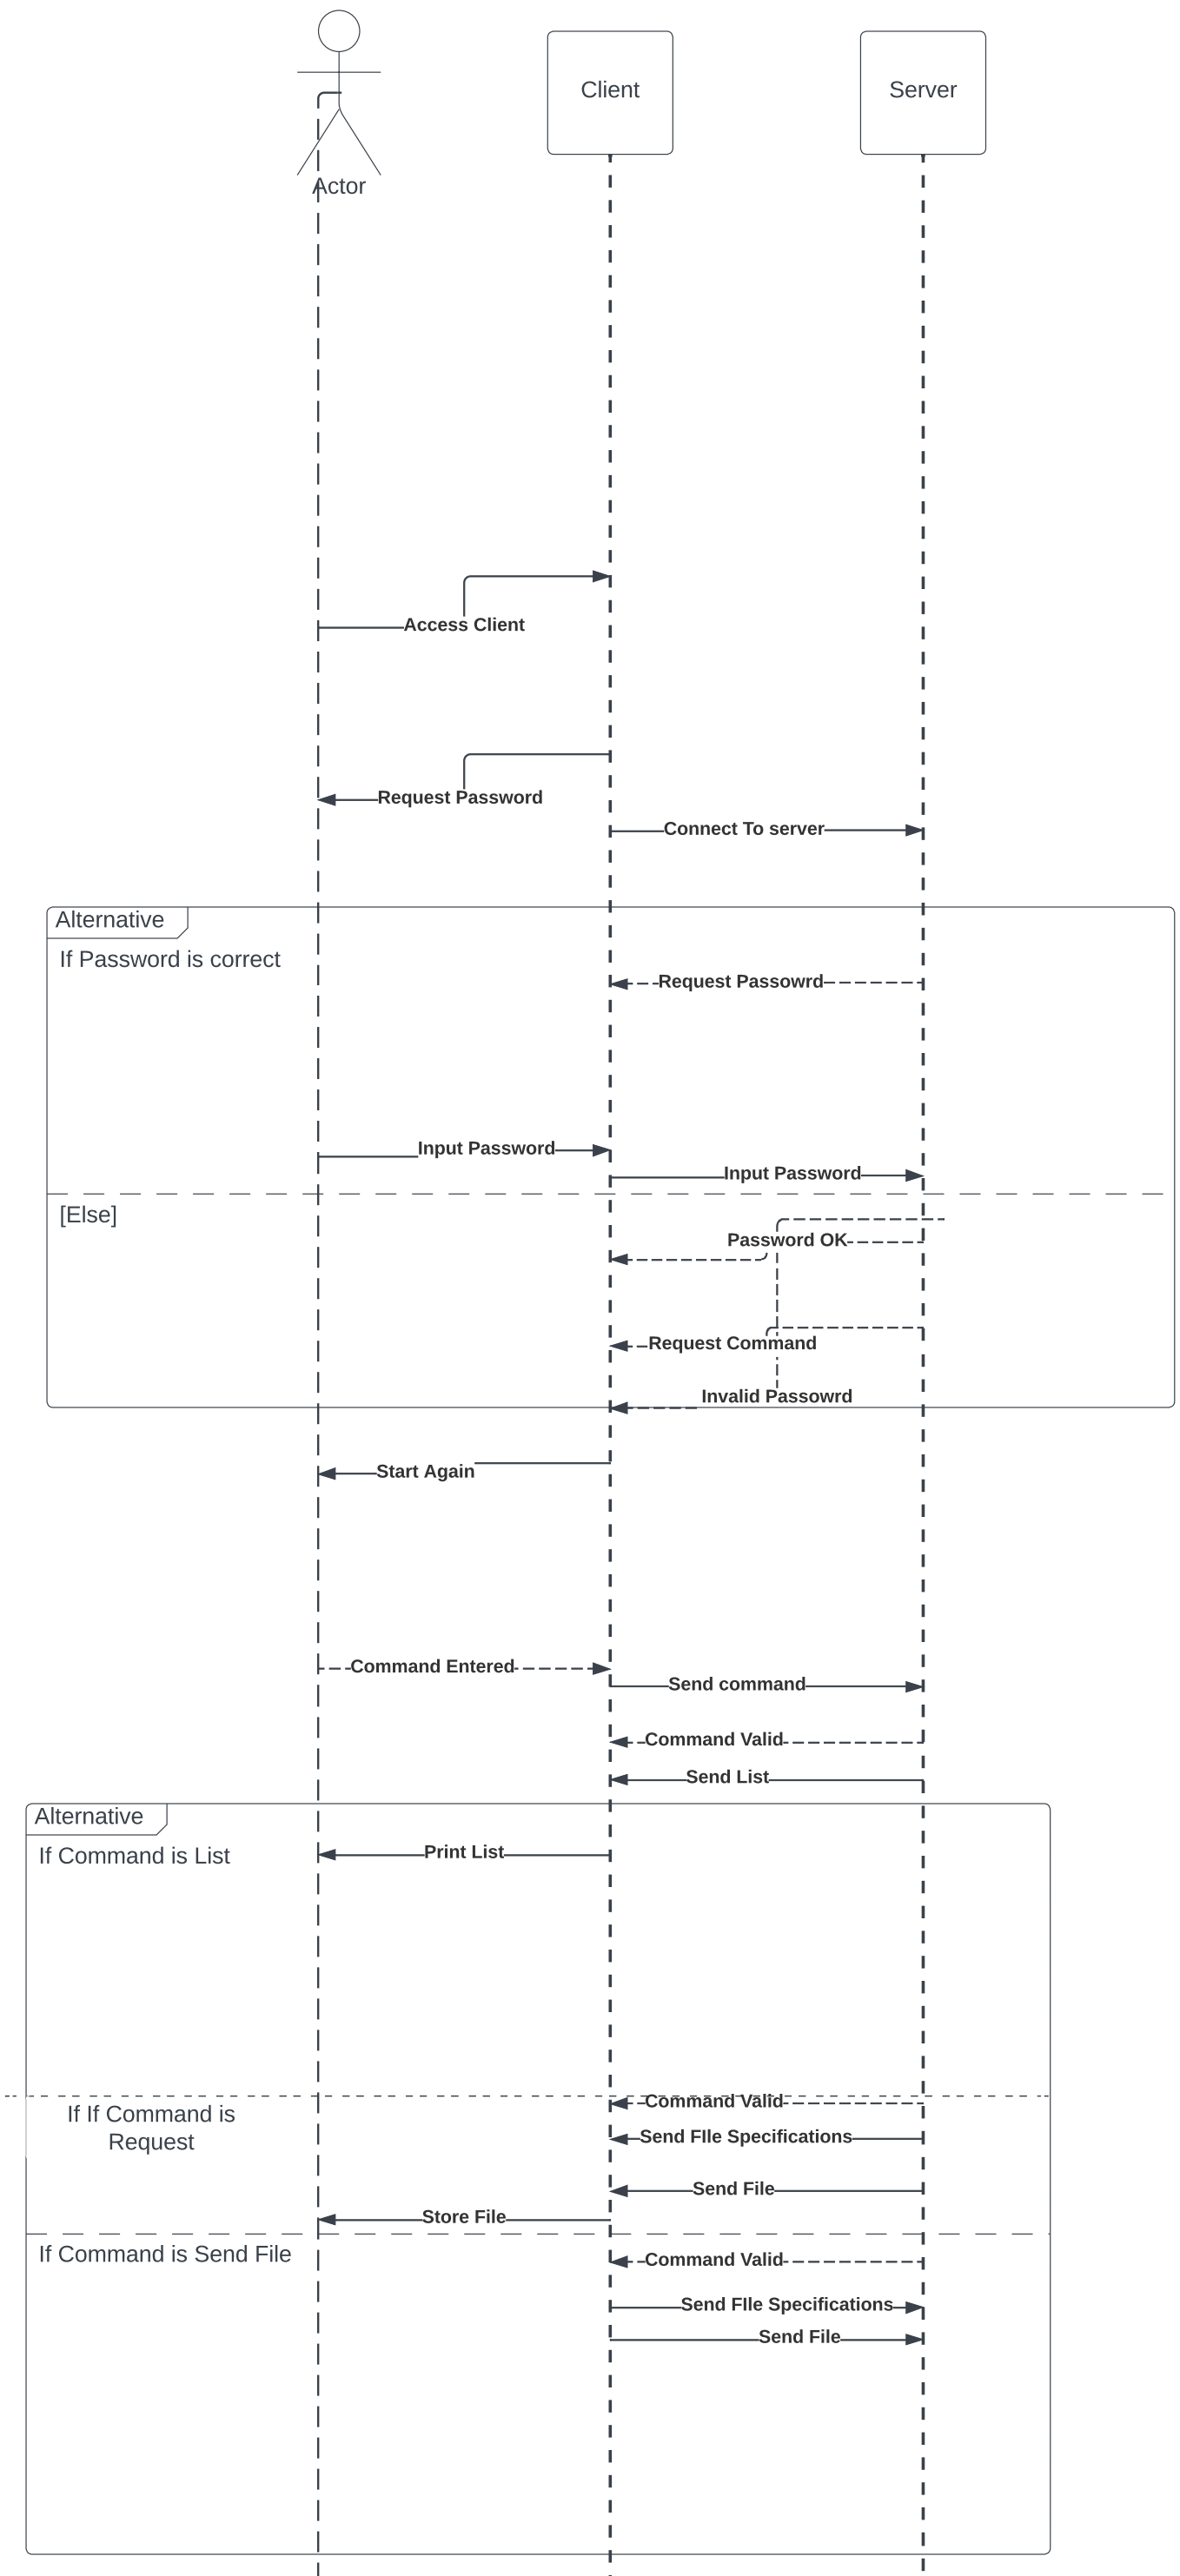 Client
Server
Actor
Access Client
Request Password
Connect To server
Alternative
If Password is correct
Request Passowrd
Input Password
Input Password
[Else]
Password OK
Request Command
Invalid Passowrd
Start Again
Command Entered
Send command
Command Valid
Send List
Alternative
Print List
If Command is List
Command Valid
If If Command is
Request
Send FIle Specifications
Send File
Store File
If Command is Send File
Command Valid
Send FIle Specifications
Send File